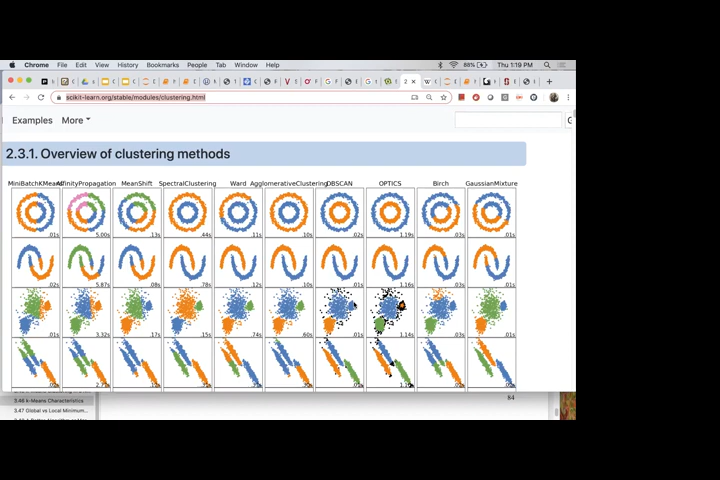 Chrome File Edit View History Bookmarks People Tab Window Help 86% Thu 1:19 PM
scikit-learn.org/stable/modules/clustering.html
Examples More
2.3.1. Overview of clustering methods
MiniBatchKMeans AffinityPropagation MeanShift SpectralClustering Ward AgglomerativeClustering DBSCAN OPTICS Birch GaussianMixture
.01s 5.00s .13s .44s .11s .10s .02s 1.19s .03s .01s
.02s 5.87s .08s .78s .12s .10s .01s 1.16s .03s .01s
.01s 3.32s .17s .15s .74s .60s .01s 1.14s .03s .01s
3.46 k-Means Characteristics
84
3.47 Global vs Local Minimum...